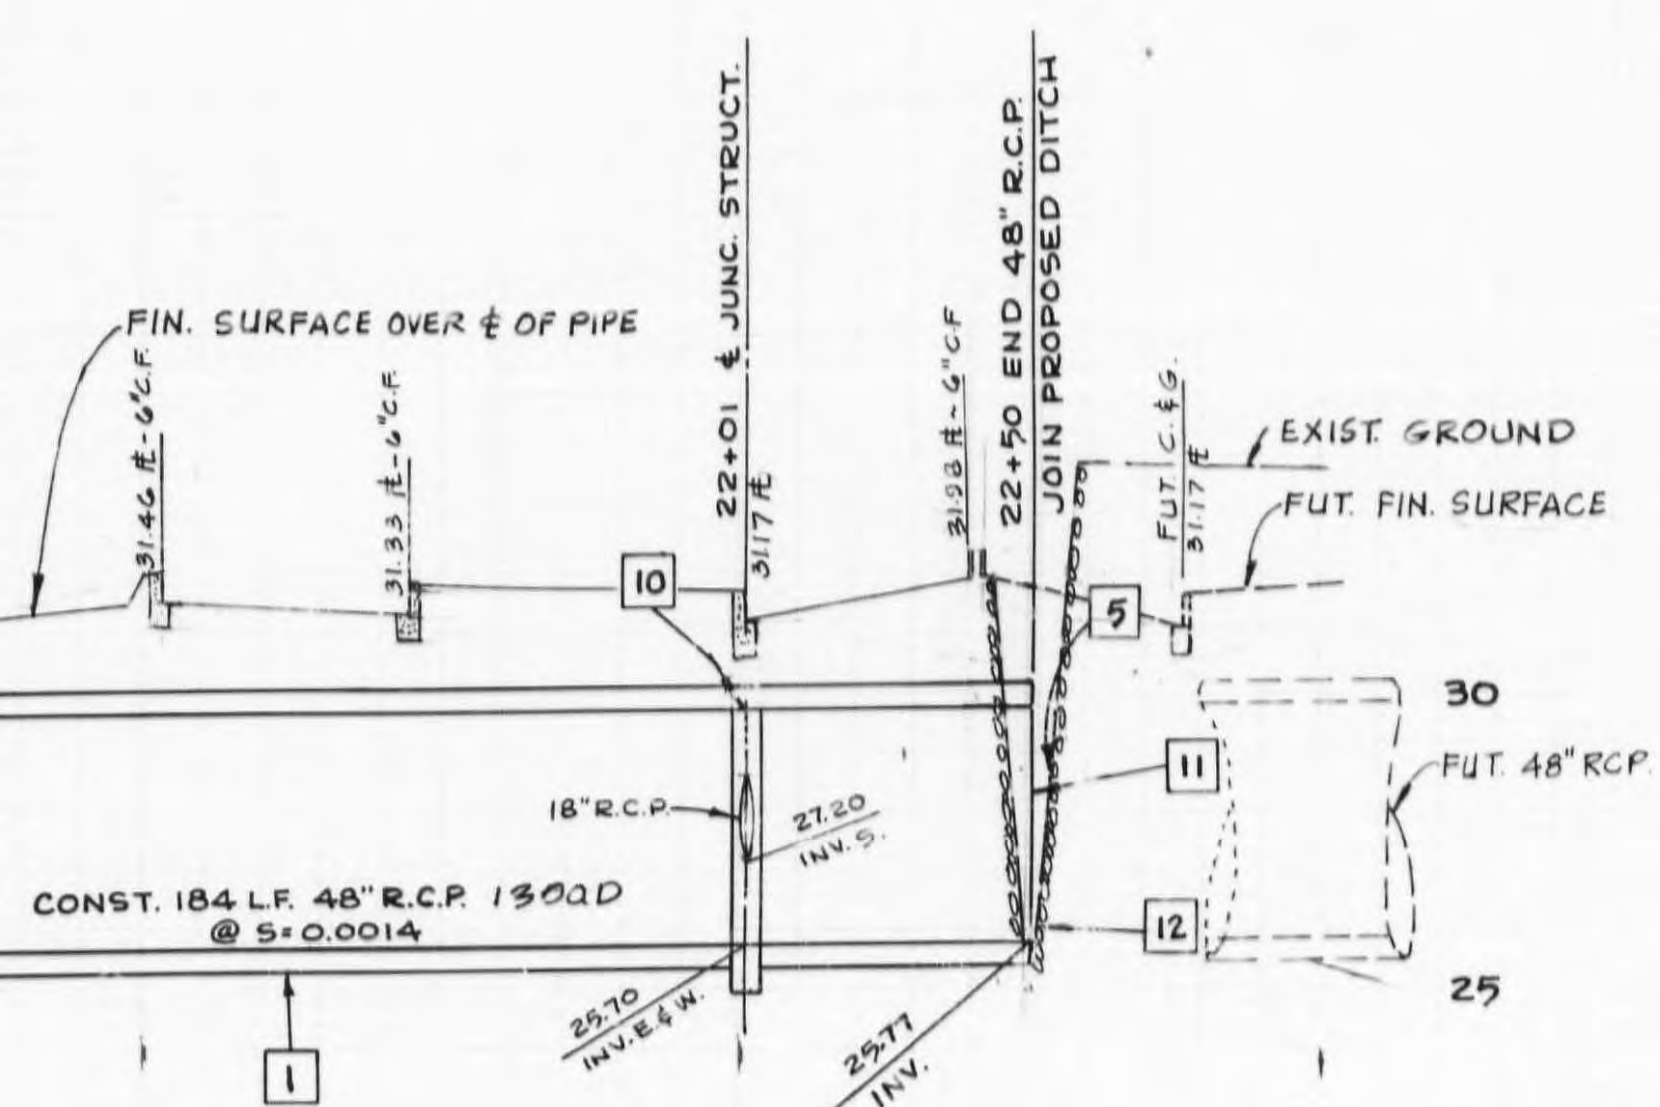 22+01 ℄ JUNC. STRUCT.
31.17 ℄
22+50 END 48" R.C.P.
JOIN PROPOSED DITCH
FIN. SURFACE OVER ℄ OF PIPE
31.46 ℄ - 6" C.F.
31.33 ℄ - 6" C.F.
31.93 ℄ ~ 6" C.F
FUT. C. & G.
31.17 ℄
EXIST. GROUND
FUT. FIN. SURFACE
10
5
30
11
FUT. 48" RCP.
18" R.C.P.
27.20
INV. S.
CONST. 184 L.F. 48" R.C.P. 1300D
@ S=0.0014
12
25
25.70
INV. E. & W.
25.77
INV.
1